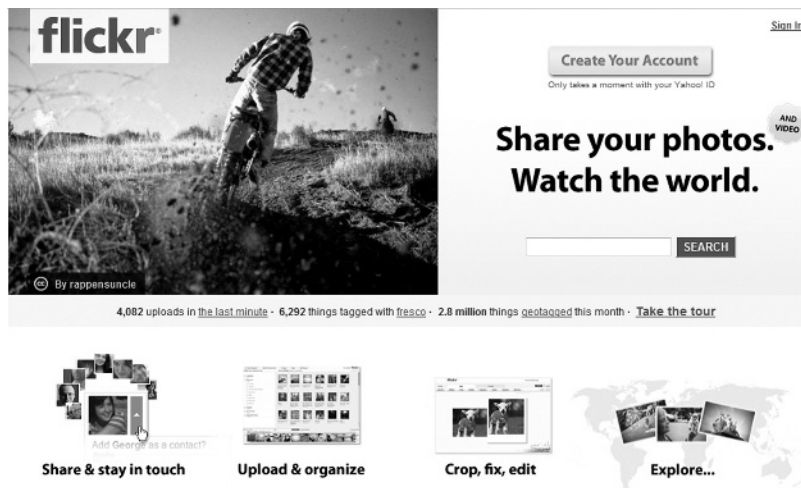 flickr®
Sign In
Create Your Account
Only takes a moment with your Yahoo! ID
AND
VIDEO
Share your photos.
Watch the world.
SEARCH
cc By rappensuncle
4,082 uploads in the last minute · 6,292 things tagged with fresco · 2.8 million things geotagged this month · Take the tour
Add George as a contact?
flickr
Share & stay in touch
Upload & organize
Crop, fix, edit
Explore...